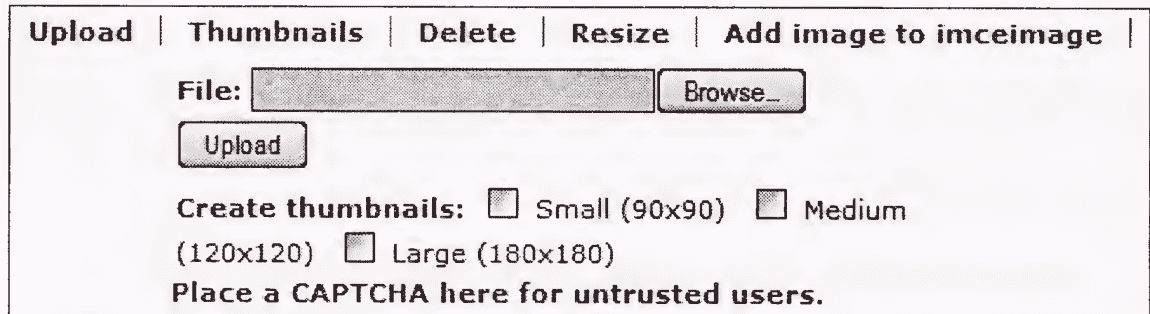 Upload | Thumbnails | Delete | Resize | Add image to imceimage |
File: Browse...
Upload
Create thumbnails: Small (90x90) Medium
(120x120) Large (180x180)
Place a CAPTCHA here for untrusted users.